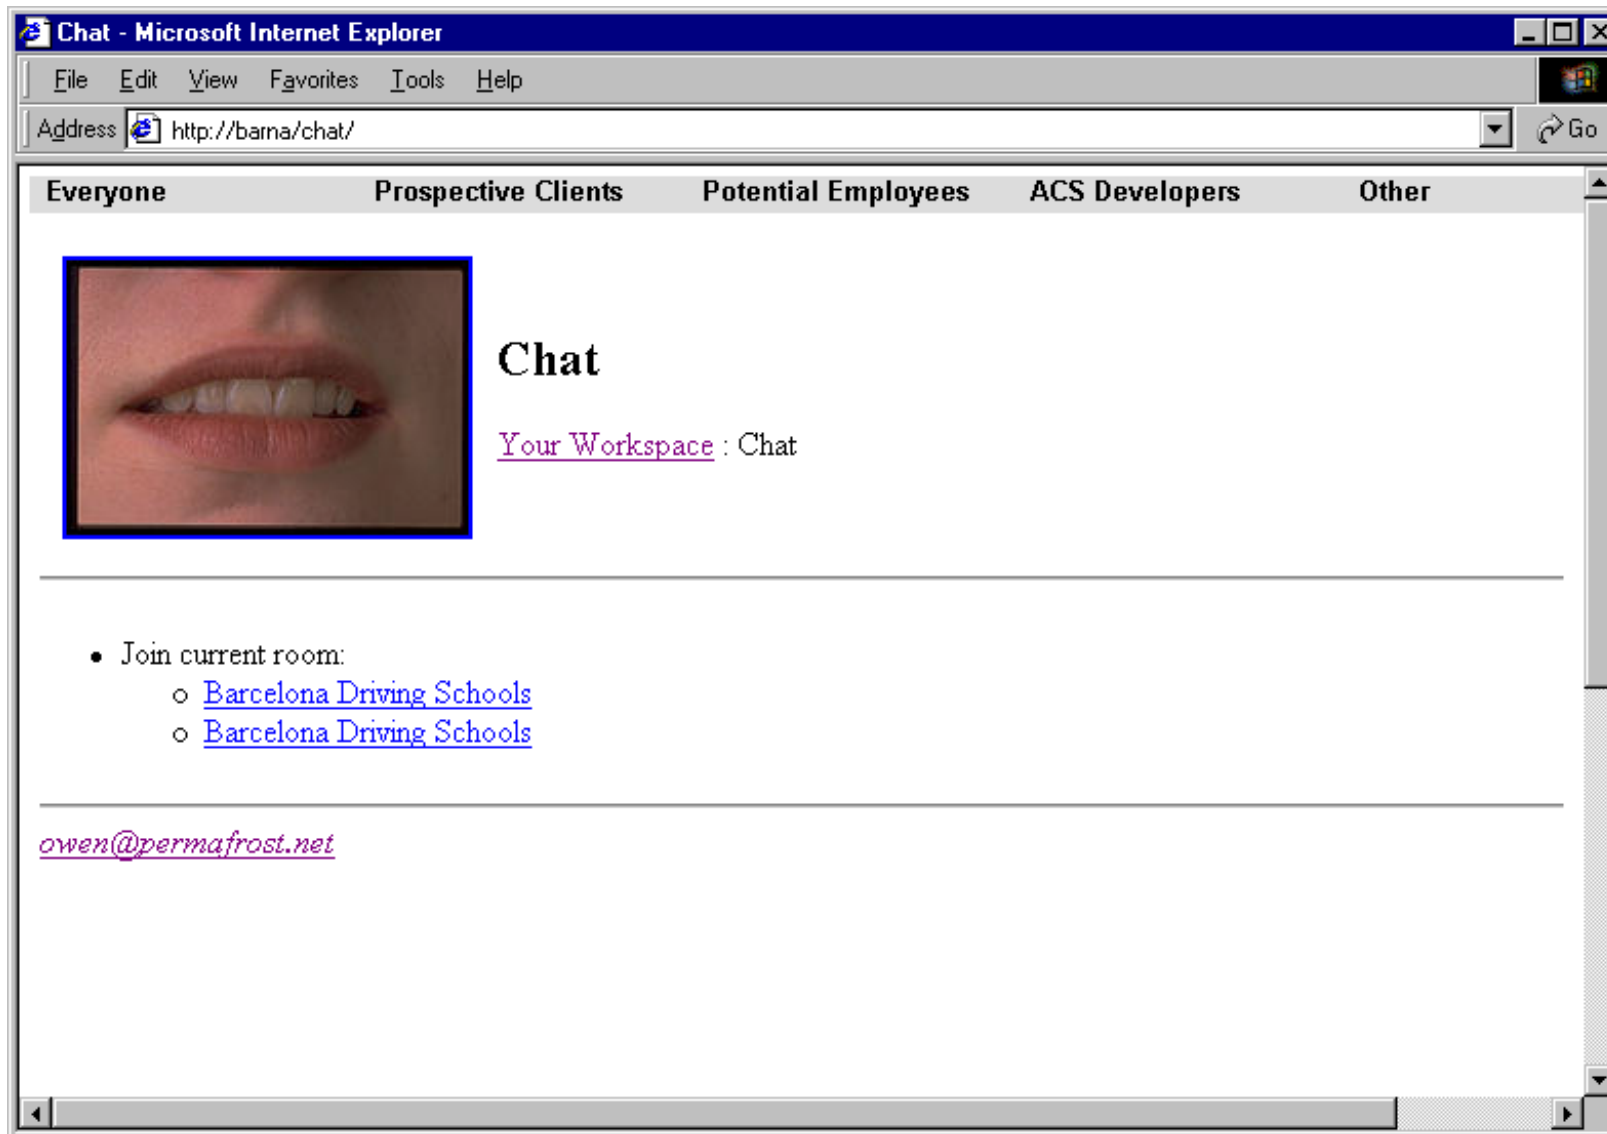 Chat - Microsoft Internet Explorer
File Edit View Favorites Tools Help
Address http://barna/chat/ Go
Everyone Prospective Clients Potential Employees ACS Developers Other
Chat
Your Workspace : Chat
Join current room:
Barcelona Driving Schools
Barcelona Driving Schools
owen@permafrost.net